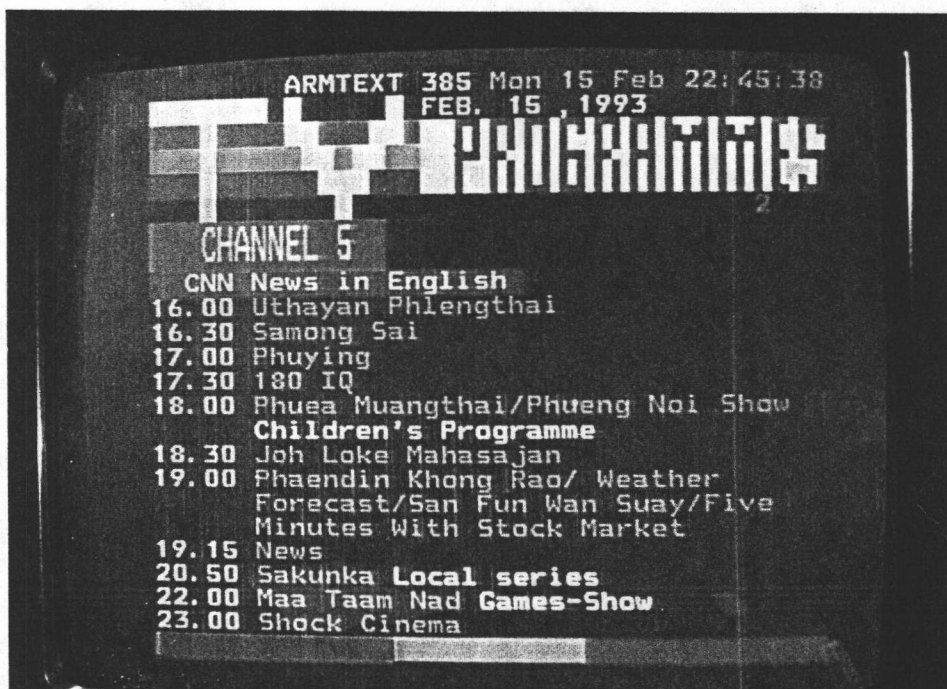 ARMTEXT 385 Mon 15 Feb 22:45:38
FEB. 15 ,1993
TV
2
CHANNEL 5
CNN News in English
16.00 Uthayan Phlengthai
16.30 Samong Sai
17.00 Phuying
17.30 180 IQ
18.00 Phuea Muangthai/Phueng Noi Show
Children's Programme
18.30 Joh Loke Mahasajan
19.00 Phaendin Khong Rao/ Weather
Forecast/San Fun Wan Suay/Five
Minutes With Stock Market
19.15 News
20.50 Sakunka Local series
22.00 Maa Taam Nad Games-Show
23.00 Shock Cinema